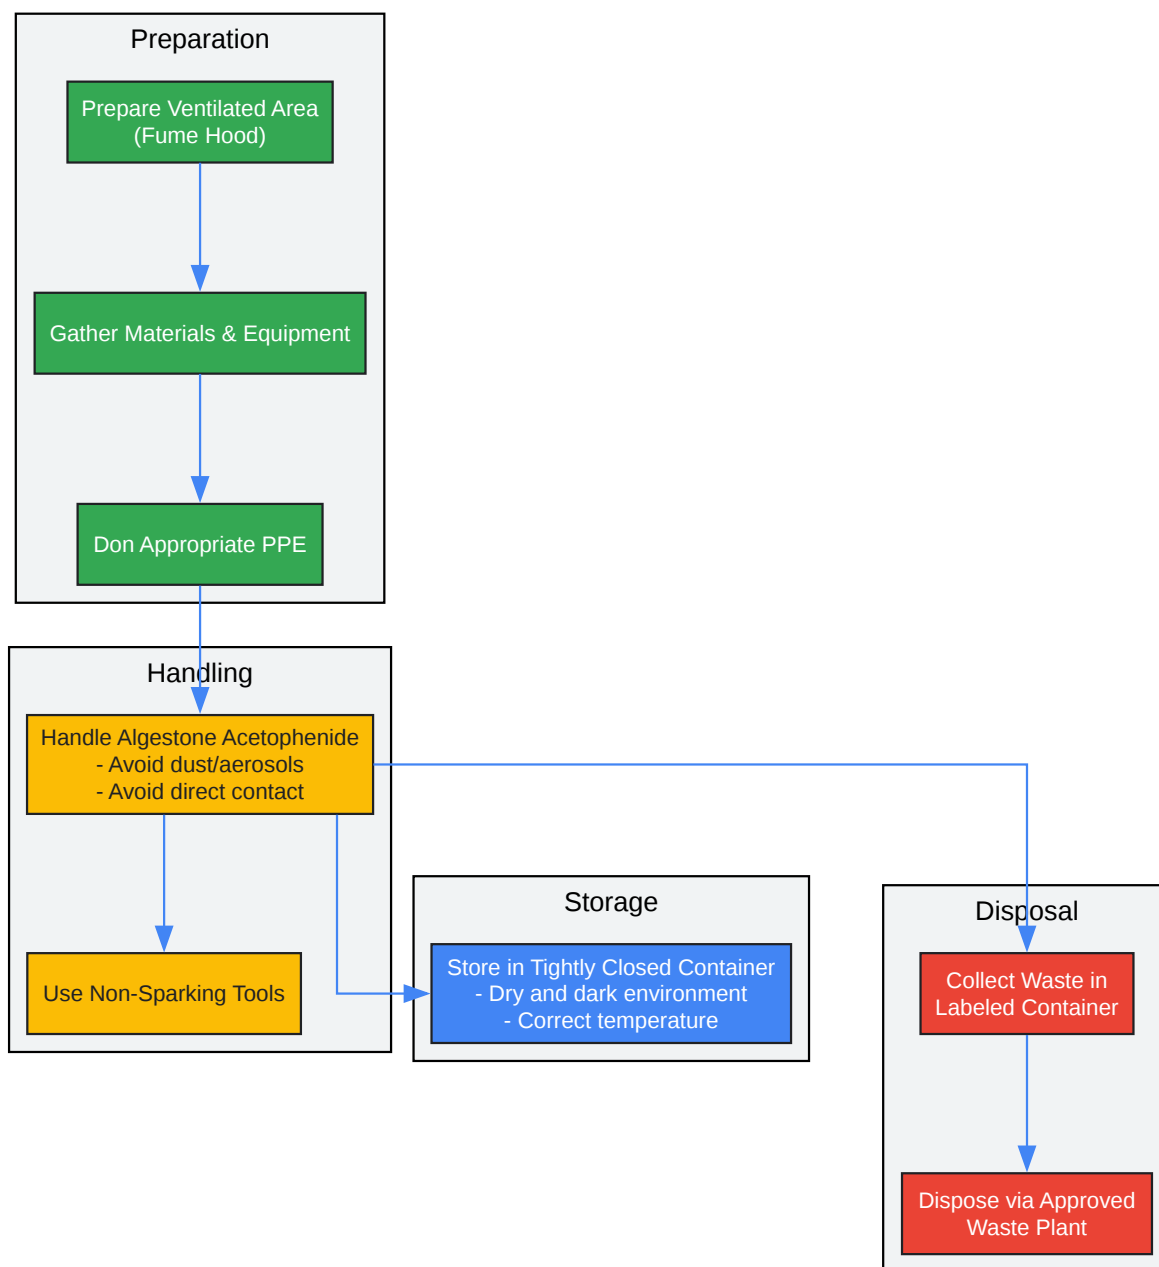 Preparation
Prepare Ventilated Area
(Fume Hood)
Gather Materials & Equipment
Don Appropriate PPE
Handling
Handle Algestone Acetophenide
- Avoid dust/aerosols
- Avoid direct contact
Use Non-Sparking Tools
Storage
Store in Tightly Closed Container
- Dry and dark environment
- Correct temperature
Disposal
Collect Waste in
Labeled Container
Dispose via Approved
Waste Plant